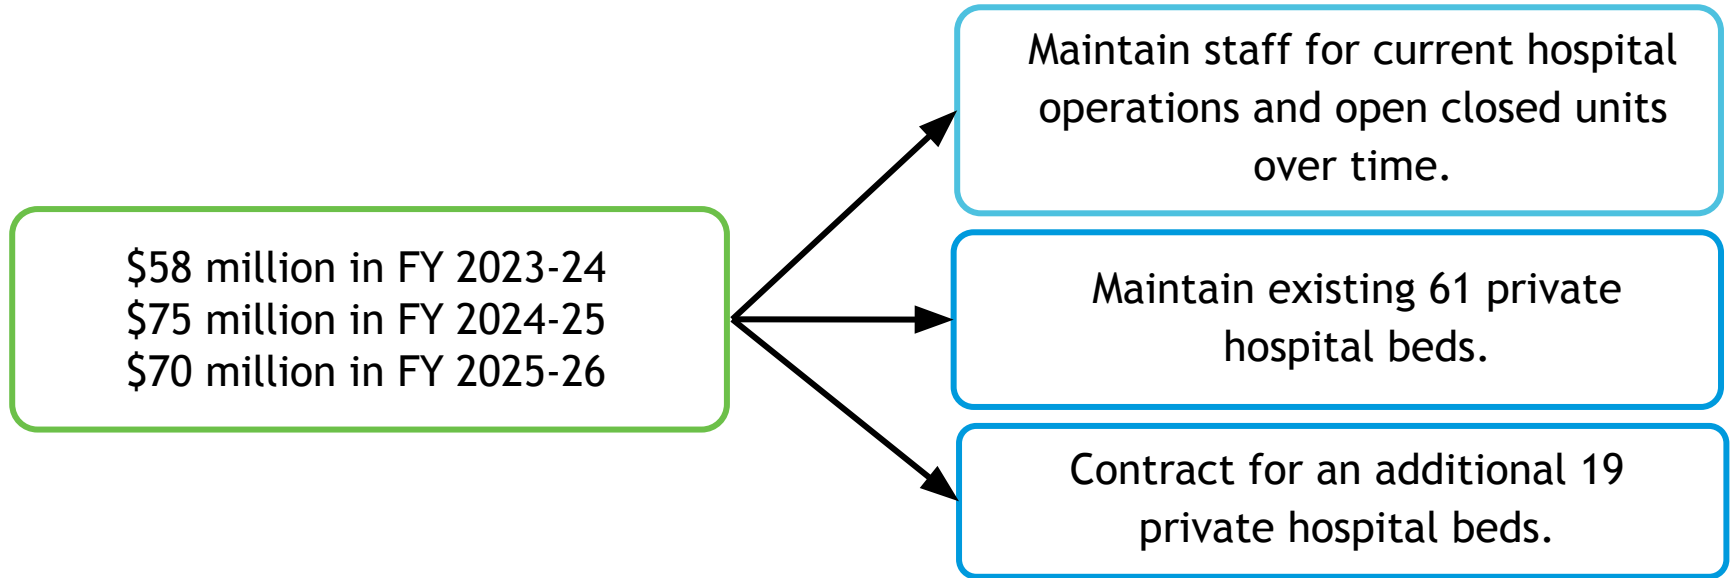 $58 million in FY 2023-24
$75 million in FY 2024-25
$70 million in FY 2025-26
Maintain staff for current hospital
operations and open closed units
over time.
Maintain existing 61 private
hospital beds.
Contract for an additional 19
private hospital beds.